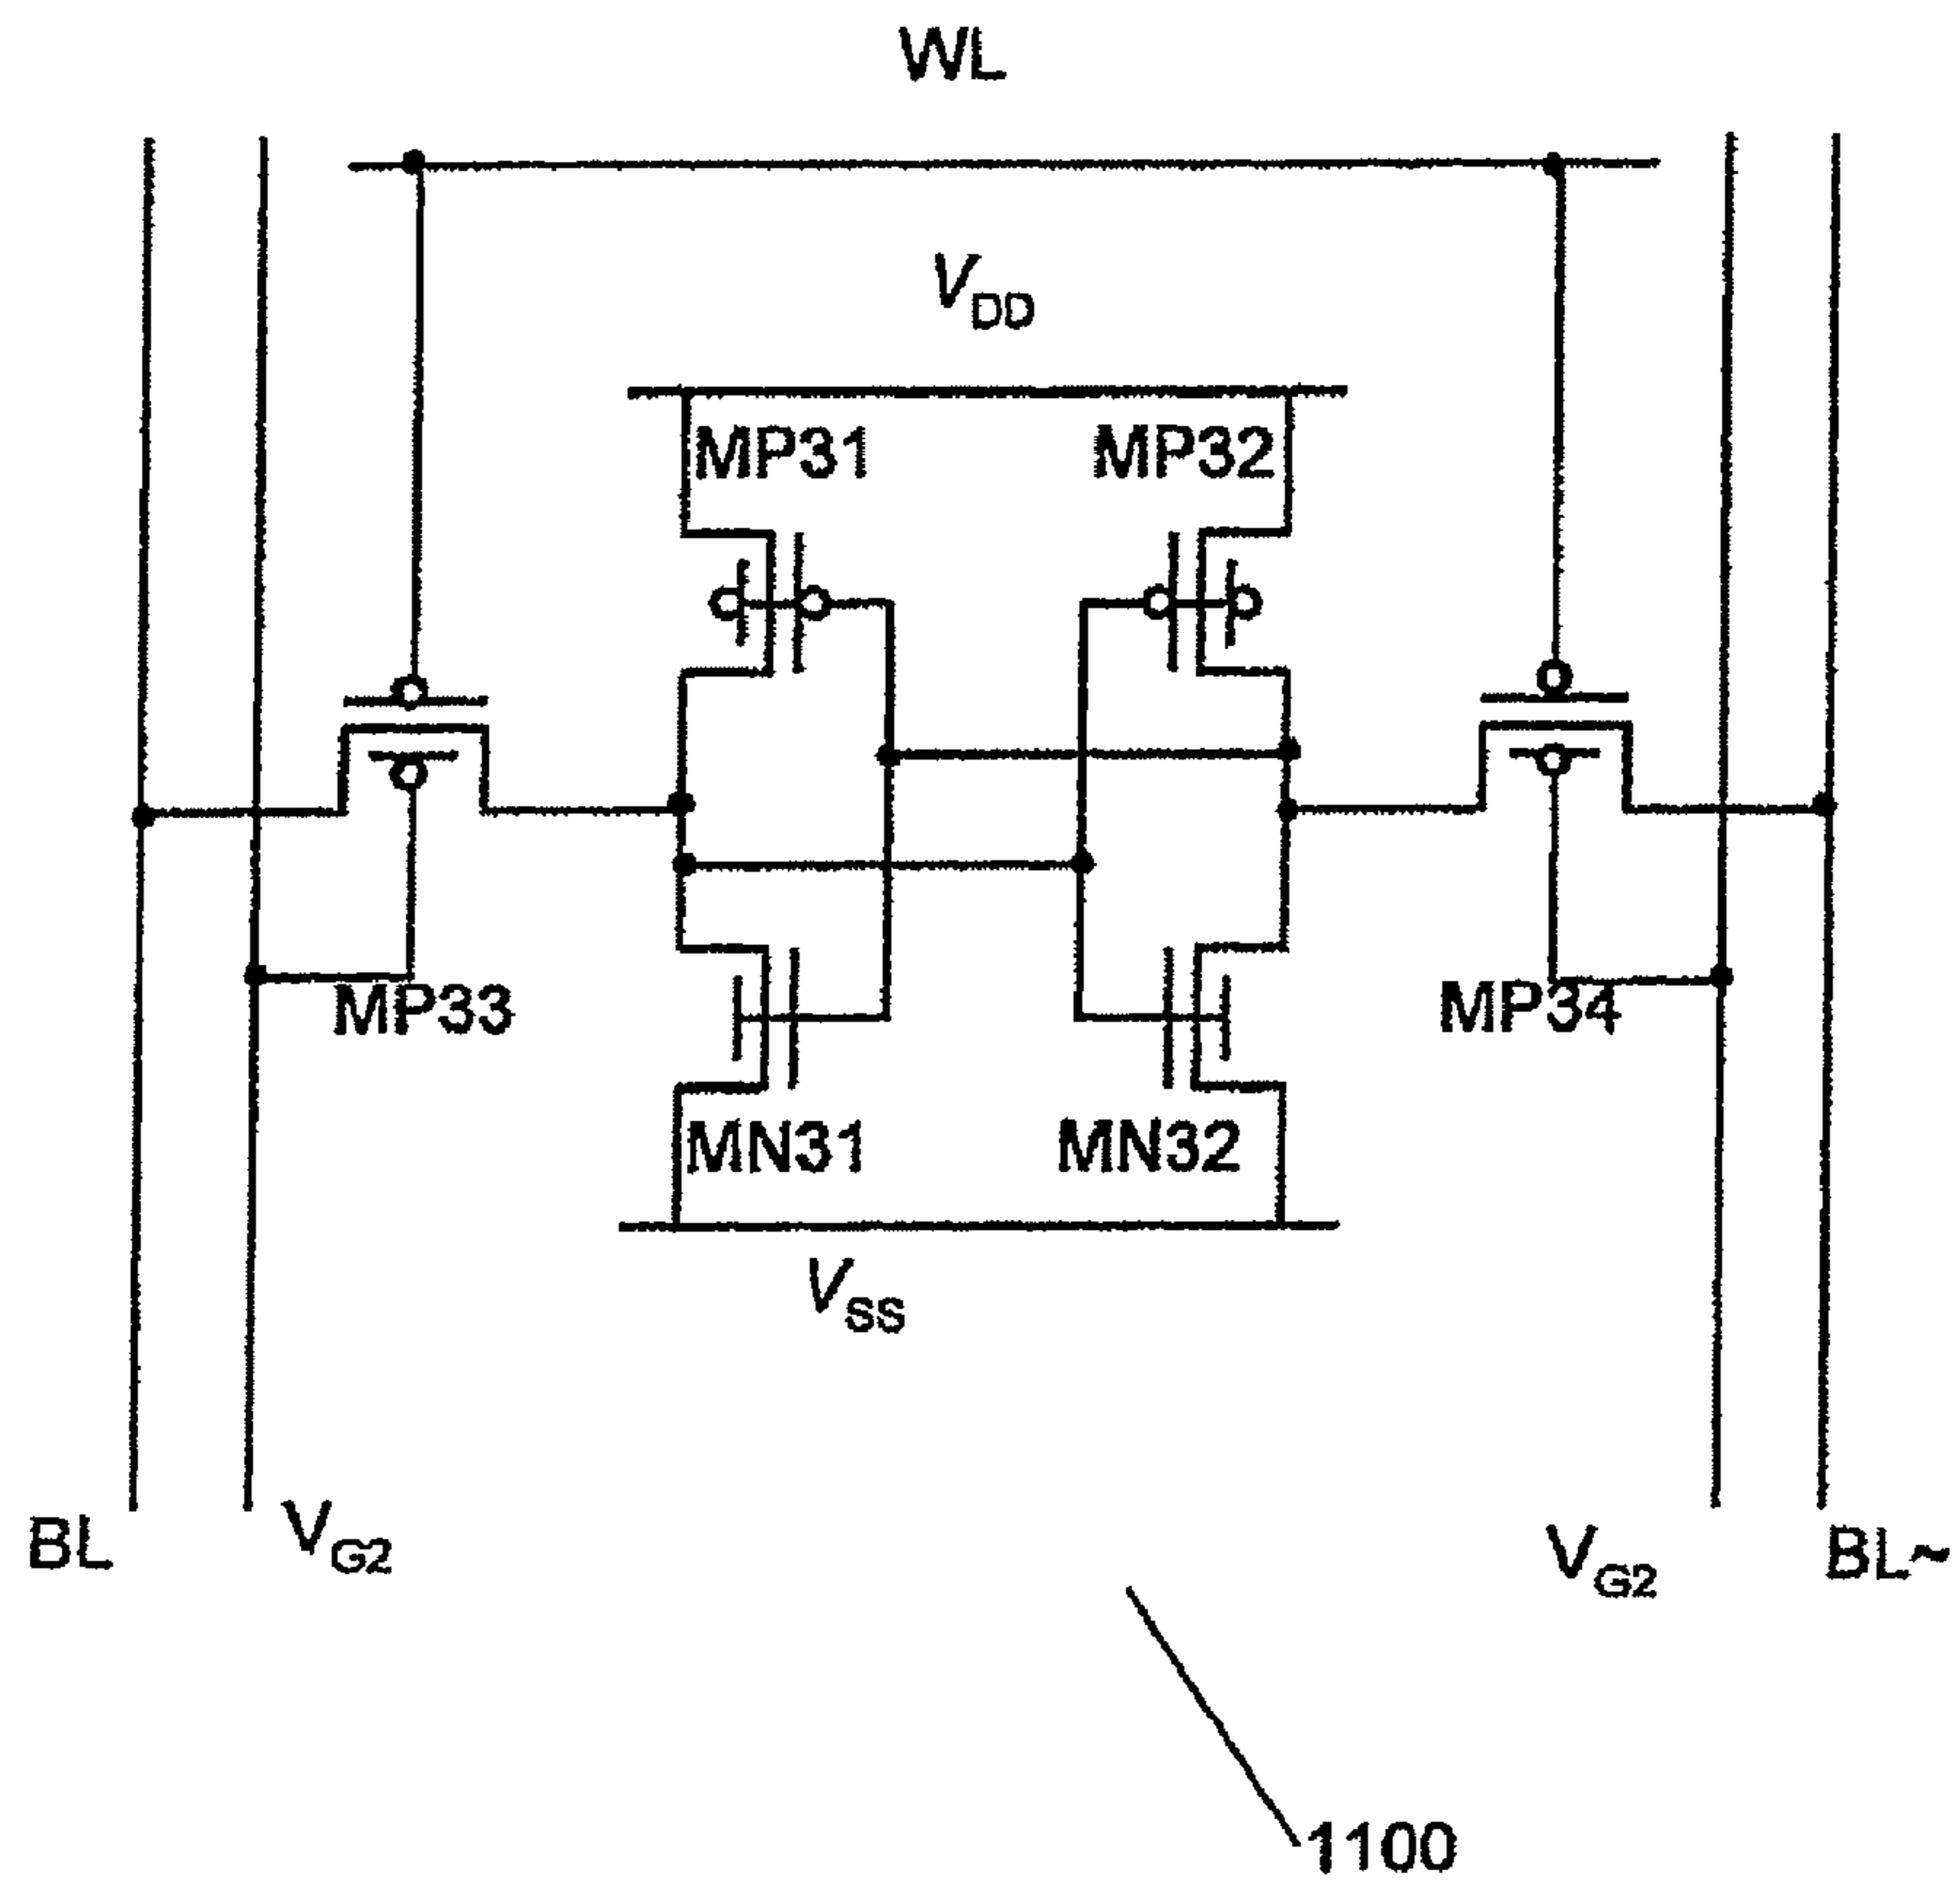 WL
VDD
MP31
MP32
MP33
MP34
MN31
MN32
VSS
BL
VG2
VG2
BL~
1100